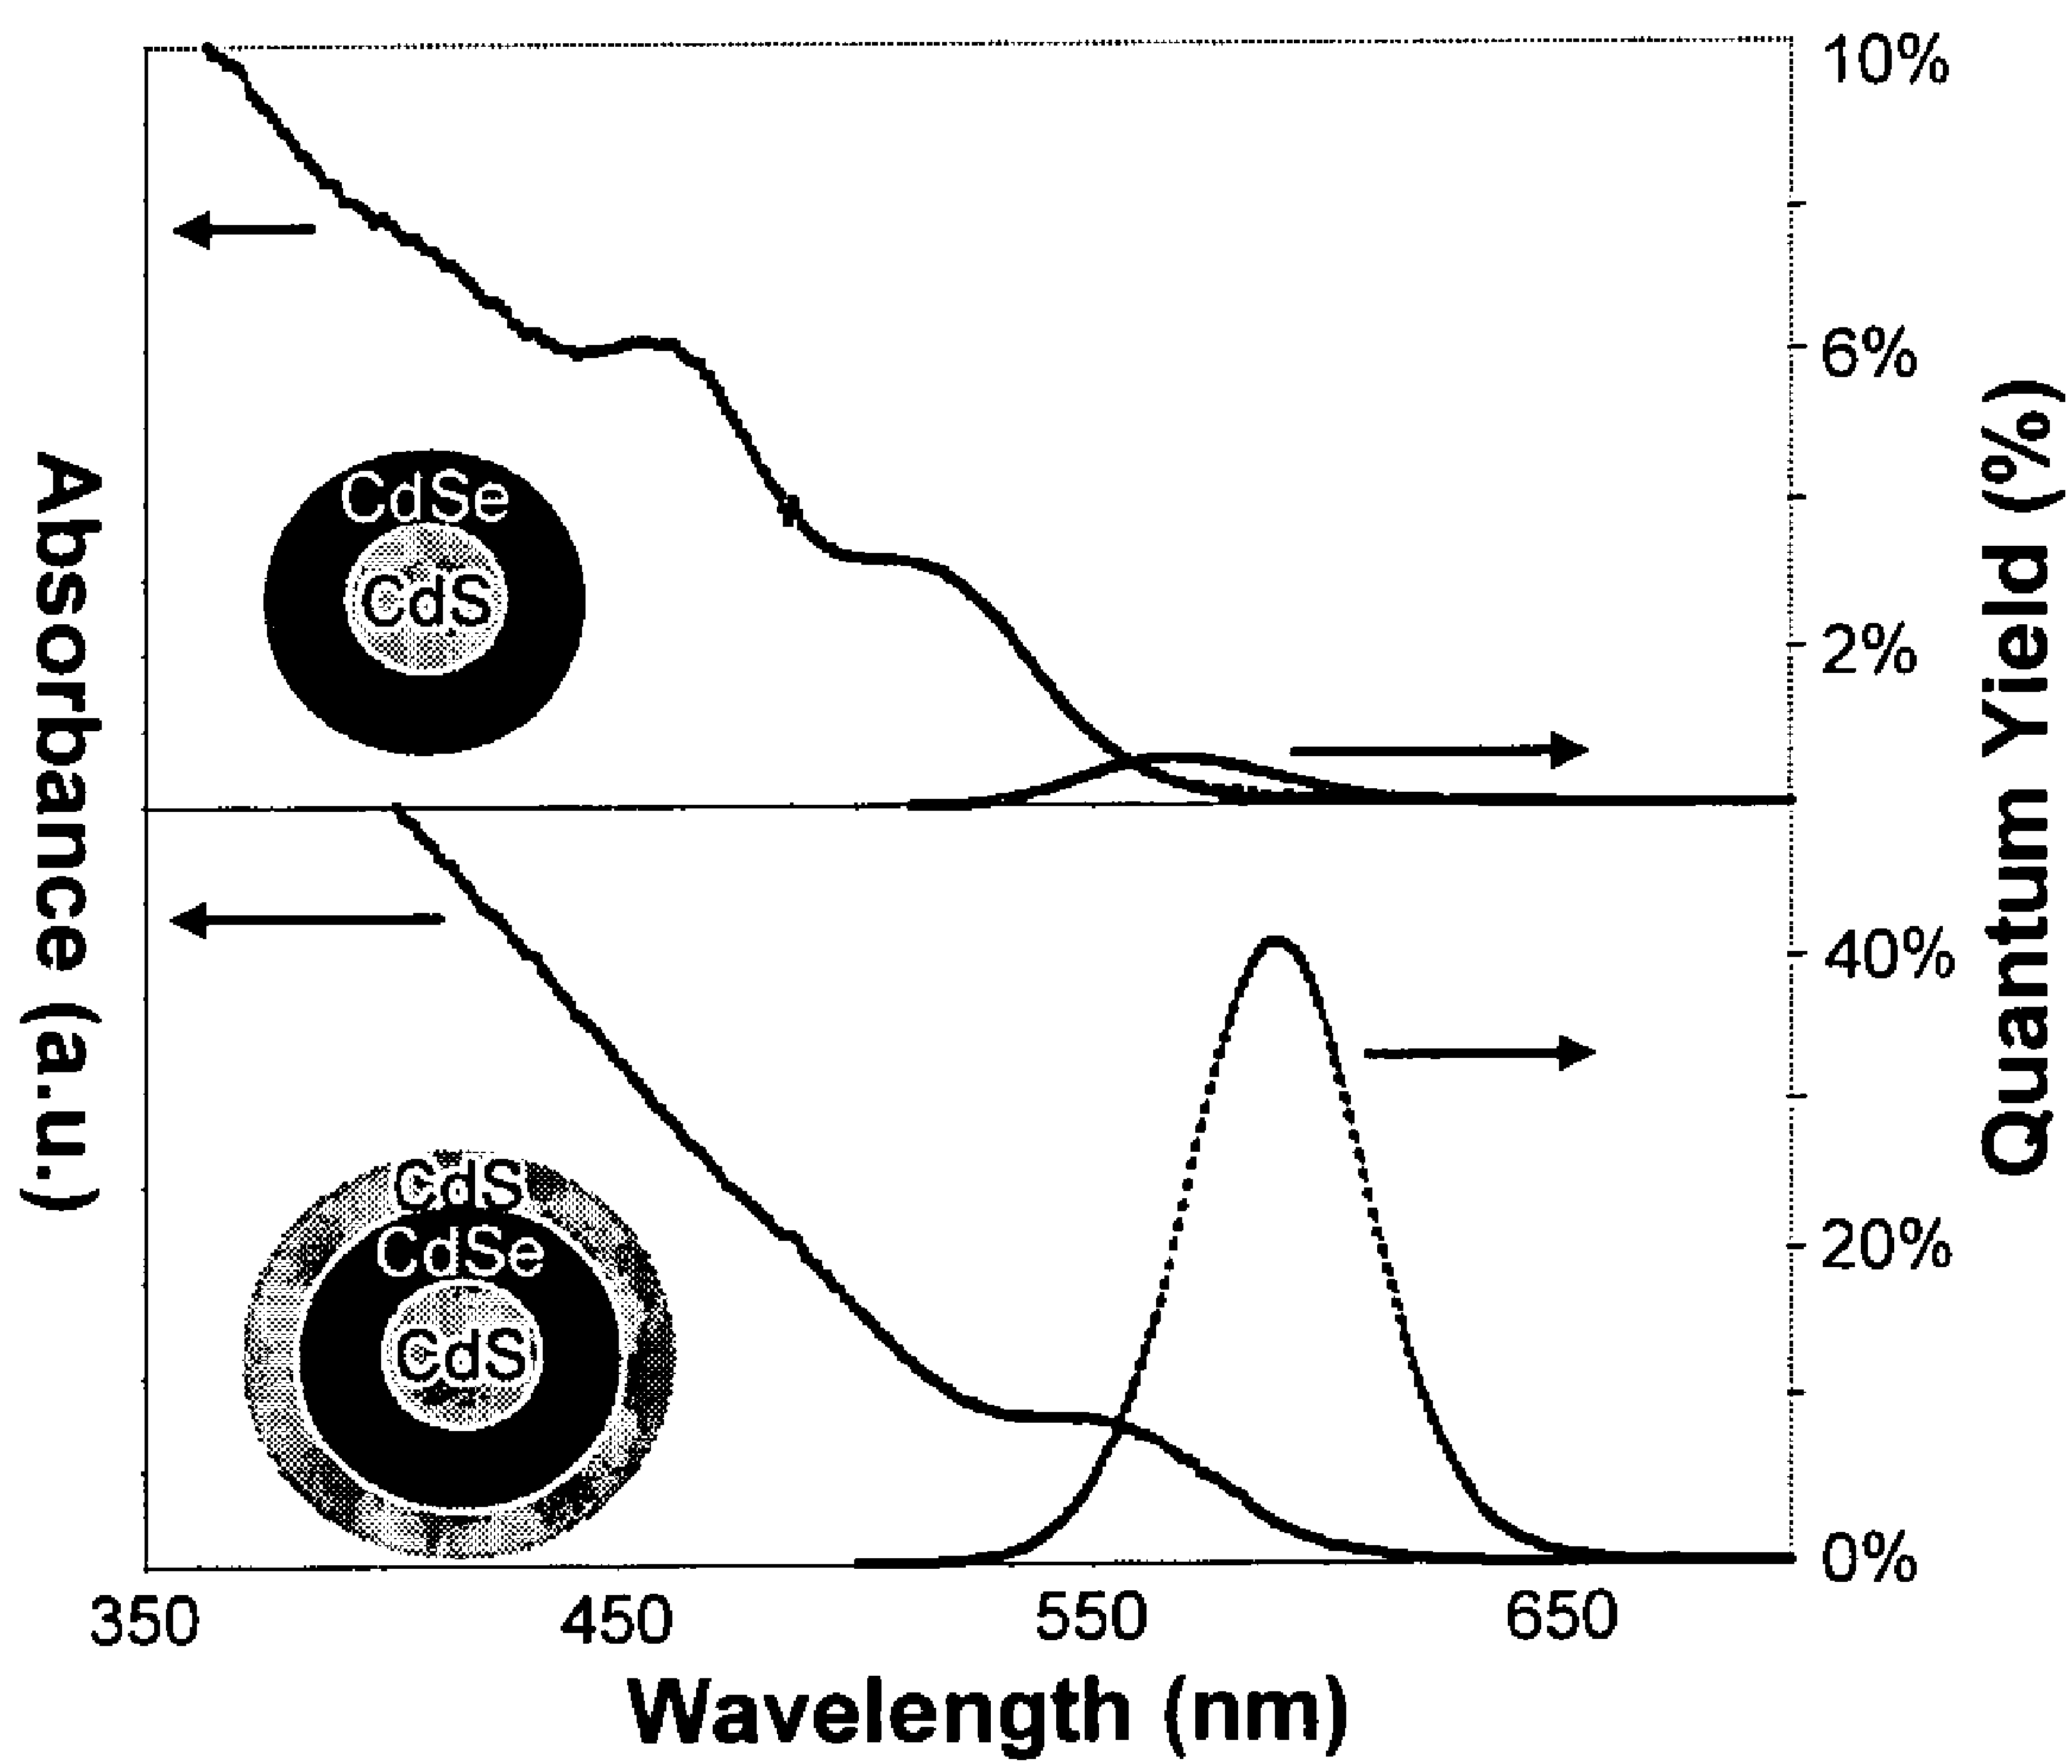 10%
6%
2%
CdSe
CdS
Absorbance (a.u.)
Quantum Yield (%)
40%
20%
0%
CdS
CdSe
CdS
350
450
550
650
Wavelength (nm)